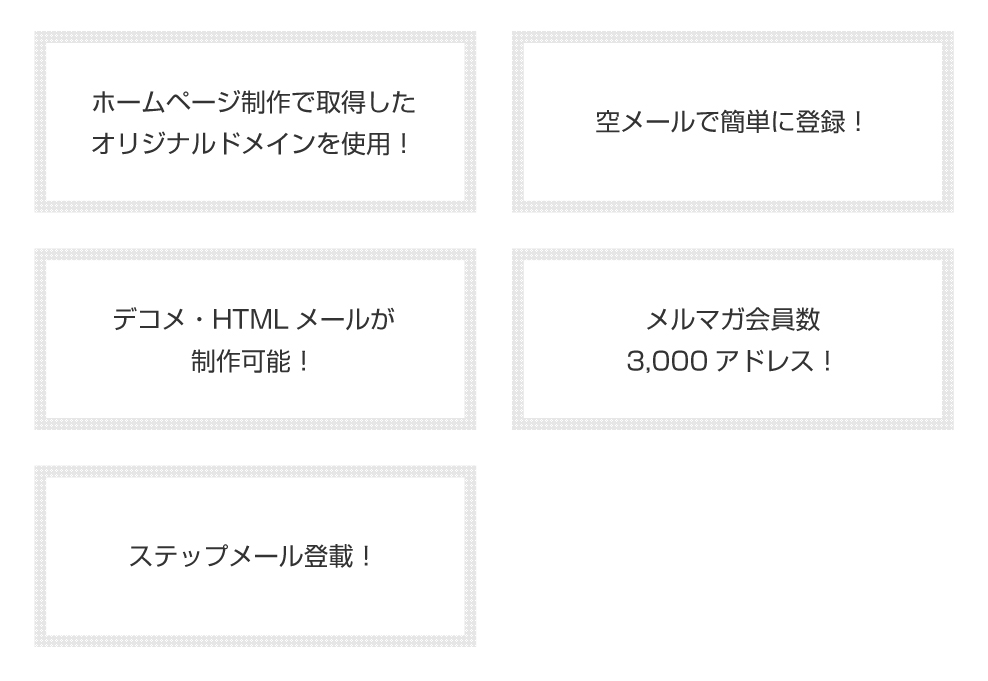 ホームページ制作で取得した
オリジナルドメインを使用！
空メールで簡単に登録！
デコメ・HTML メールが
制作可能！
メルマガ会員数
3,000 アドレス！
ステップメール登載！